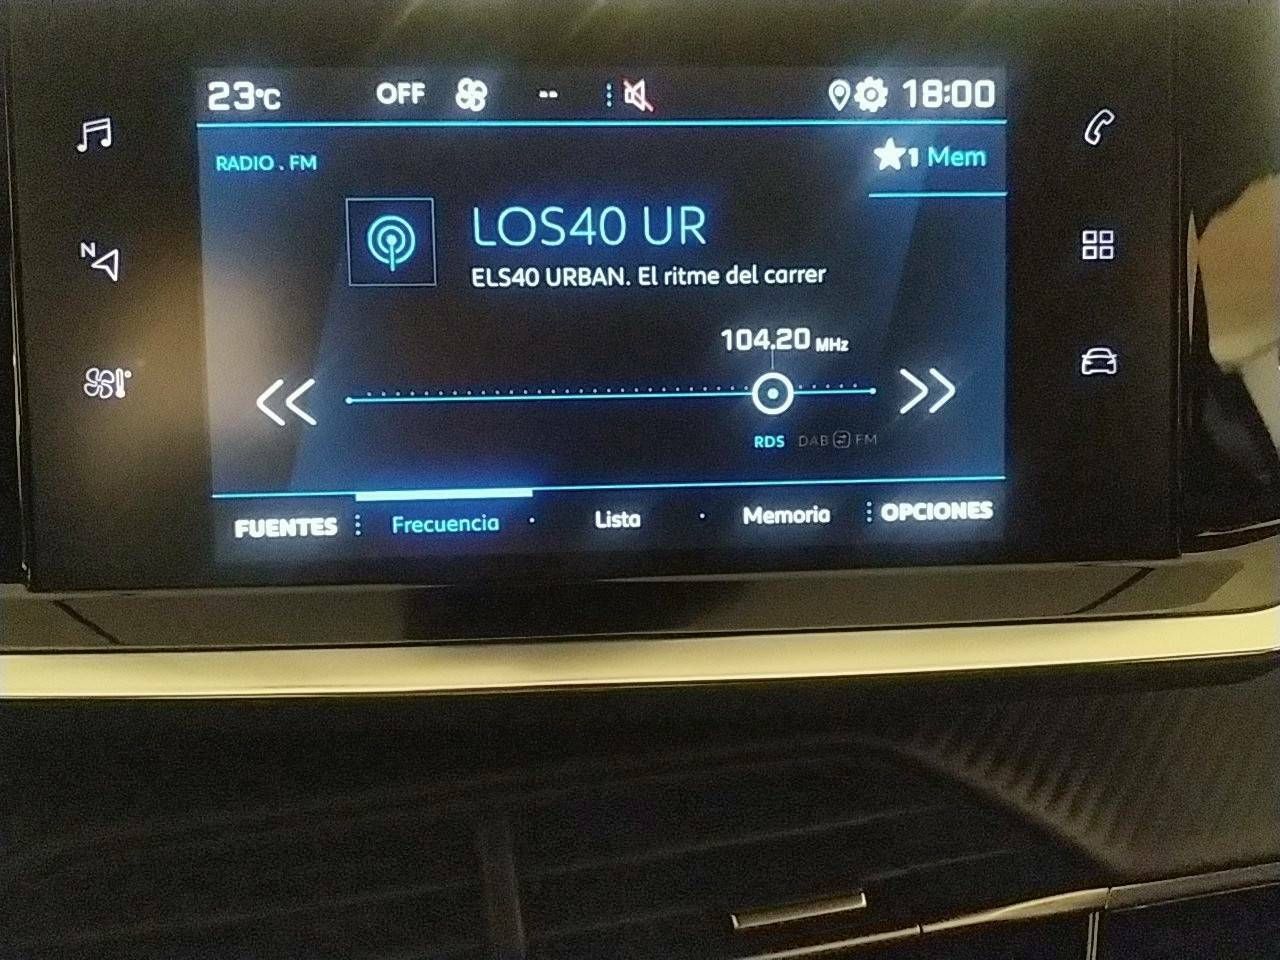 23°C OFF -- 18:00
RADIO . FM
1 Mem
LOS40 UR
ELS40 URBAN. El ritme del carrer
104.20 MHz
RDS DAB FM
FUENTES Frecuencia Lista Memoria OPCIONES
N